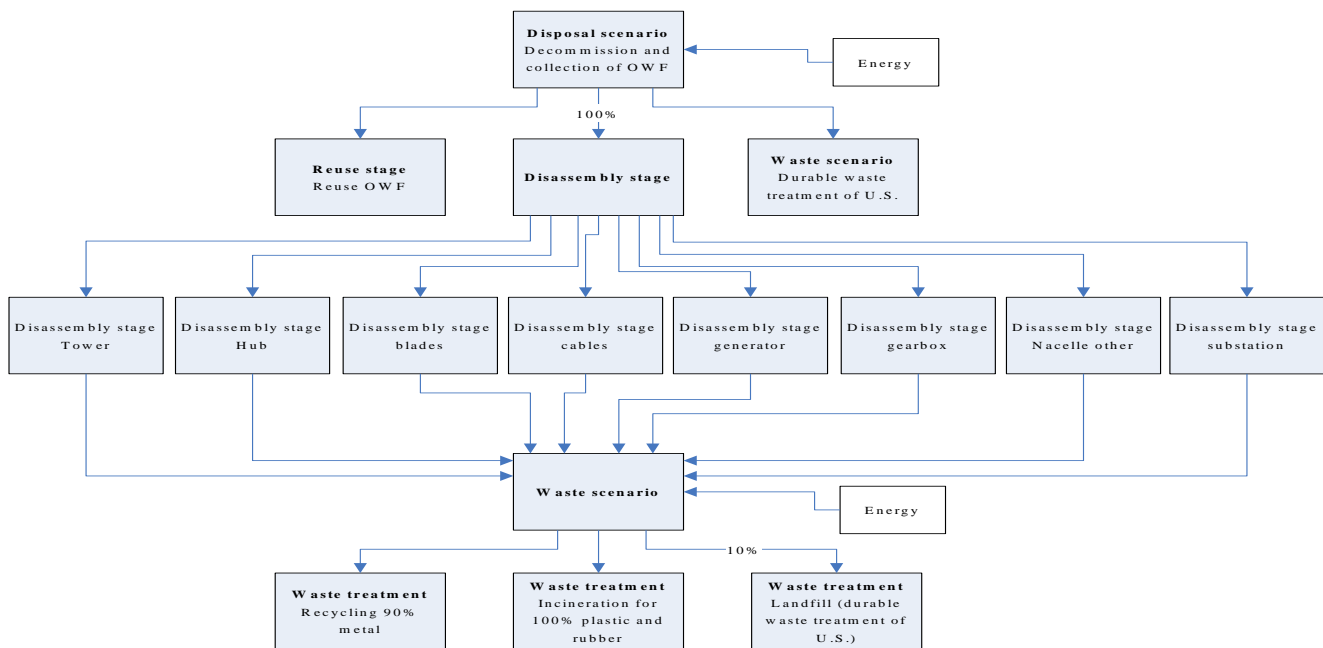 Disposal scenario
Decommission and
collection of OWF
Energy
100%
Reuse stage
Reuse OWF
Disassembly stage
Waste scenario
Durable waste
treatment of U.S.
Disassembly stage
Tower
Disassembly stage
Hub
Disassembly stage
blades
Disassembly stage
cables
Disassembly stage
generator
Disassembly stage
gearbox
Disassembly stage
Nacelle other
Disassembly stage
substation
Waste scenario
Energy
10%
Waste treatment
Recycling 90%
metal
Waste treatment
Incineration for
100% plastic and
rubber
Waste treatment
Landfill (durable
waste treatment of
U.S.)